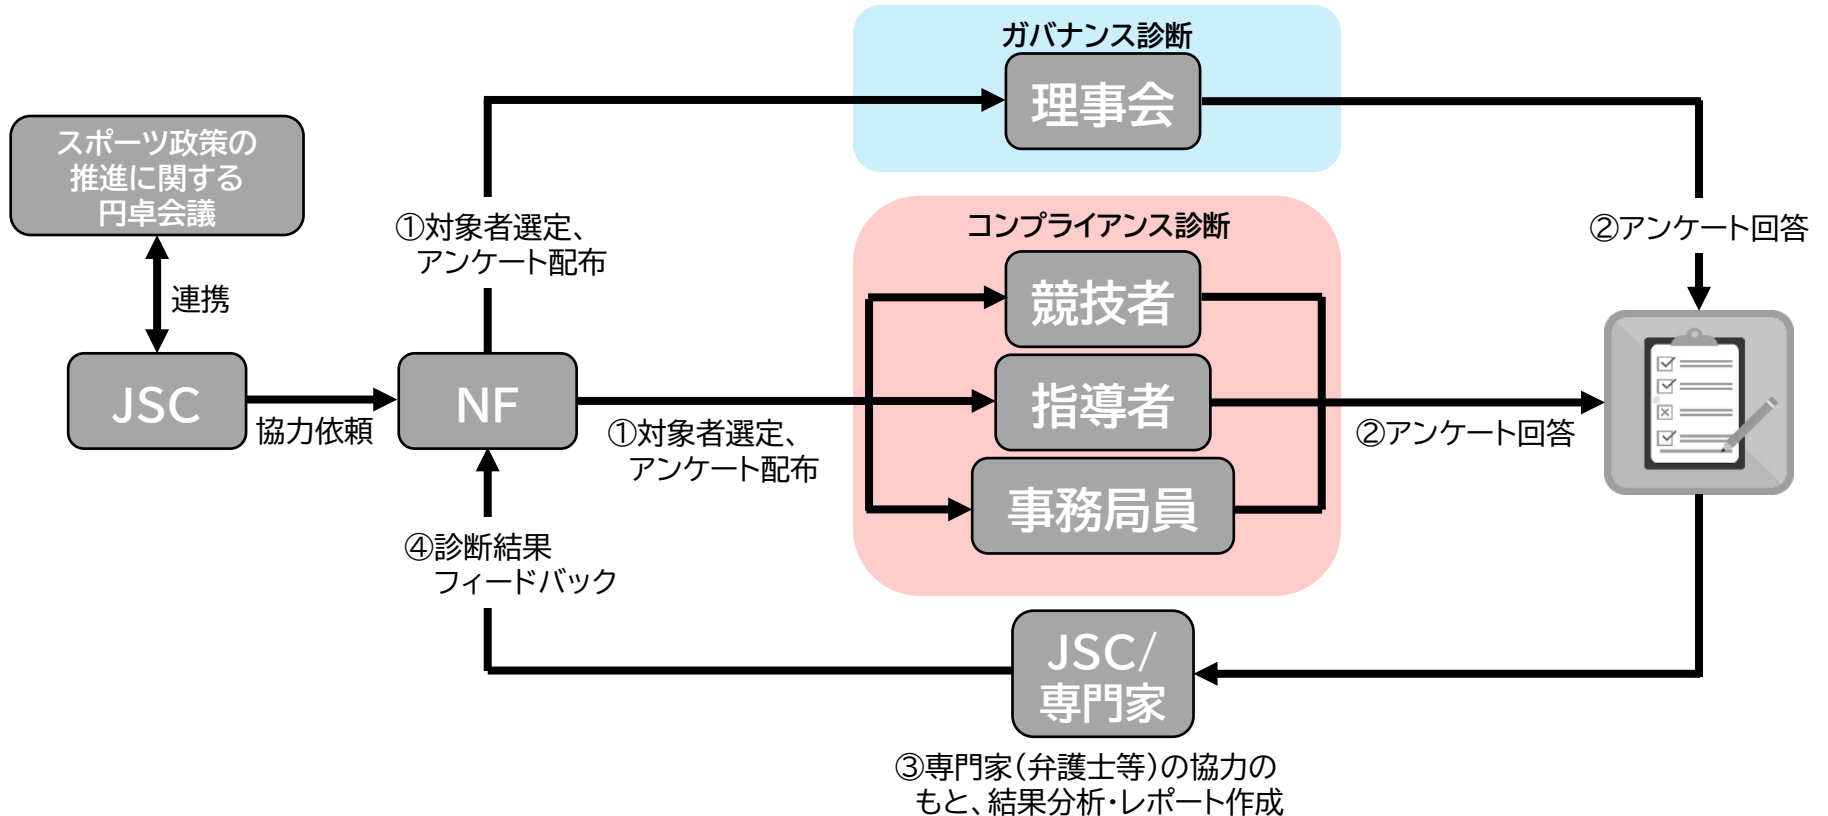 ガバナンス診断
理事会
スポーツ政策の
推進に関する
円卓会議
①対象者選定、
アンケート配布
コンプライアンス診断
②アンケート回答
競技者
連携
JSC
NF
指導者
協力依頼
①対象者選定、
アンケート配布
②アンケート回答
事務局員
④診断結果
フィードバック
JSC/
専門家
③専門家(弁護士等)の協力の
もと、結果分析・レポート作成